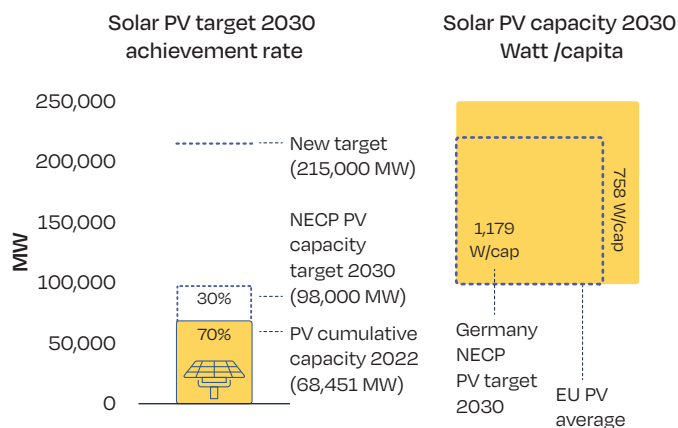 Solar PV target 2030
achievement rate
250,000
200,000
150,000
100,000
50,000
0
MW
New target
(215,000 MW)
NECP PV
capacity
target 2030
(98,000 MW)
30%
70%
PV cumulative
capacity 2022
(68,451 MW)
Solar PV capacity 2030
Watt /capita
758 W/cap
1,179
W/cap
Germany
NECP
PV target
2030
EU PV
average